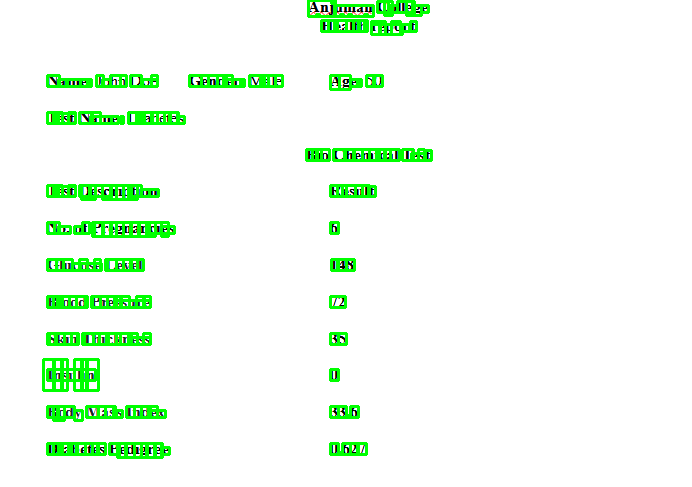 Anjuman College
Health report
Name: John Doe Gender: Male Age: 50
Test Name: Diabetes
Bio Chemical Test
Test Description Result
No. of Pregnancies 6
Glucose Level 148
Blood Pressure 72
Skin Thickness 35
Insulin 0
Body Mass Index 33.6
Diabetes Pedigree 0.627